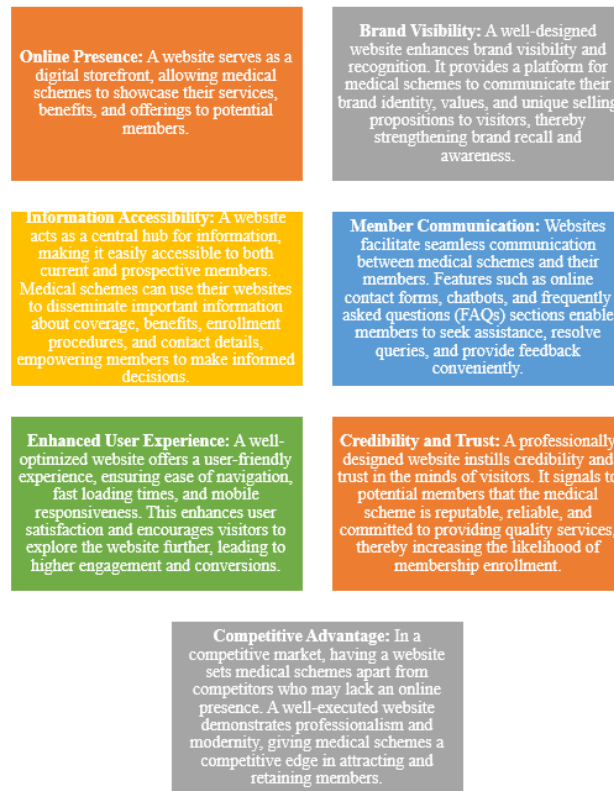 Online Presence: A website serves as a
digital storefront, allowing medical
schemes to showcase their services,
benefits, and offerings to potential
members.
Brand Visibility: A well-designed
website enhances brand visibility and
recognition. It provides a platform for
medical schemes to communicate their
brand identity, values, and unique selling
propositions to visitors, thereby
strengthening brand recall and
awareness.
Information Accessibility: A website
acts as a central hub for information,
making it easily accessible to both
current and prospective members.
Medical schemes can use their websites
to disseminate important information
about coverage, benefits, enrollment
procedures, and contact details,
empowering members to make informed
decisions.
Member Communication: Websites
facilitate seamless communication
between medical schemes and their
members. Features such as online
contact forms, chatbots, and frequently
asked questions (FAQs) sections enable
members to seek assistance, resolve
queries, and provide feedback
conveniently.
Enhanced User Experience: A well-
optimized website offers a user-friendly
experience, ensuring ease of navigation,
fast loading times, and mobile
responsiveness. This enhances user
satisfaction and encourages visitors to
explore the website further, leading to
higher engagement and conversions.
Credibility and Trust: A professionally
designed website instills credibility and
trust in the minds of visitors. It signals to
potential members that the medical
scheme is reputable, reliable, and
committed to providing quality services,
thereby increasing the likelihood of
membership enrollment.
Competitive Advantage: In a
competitive market, having a website
sets medical schemes apart from
competitors who may lack an online
presence. A well-executed website
demonstrates professionalism and
modernity, giving medical schemes a
competitive edge in attracting and
retaining members.